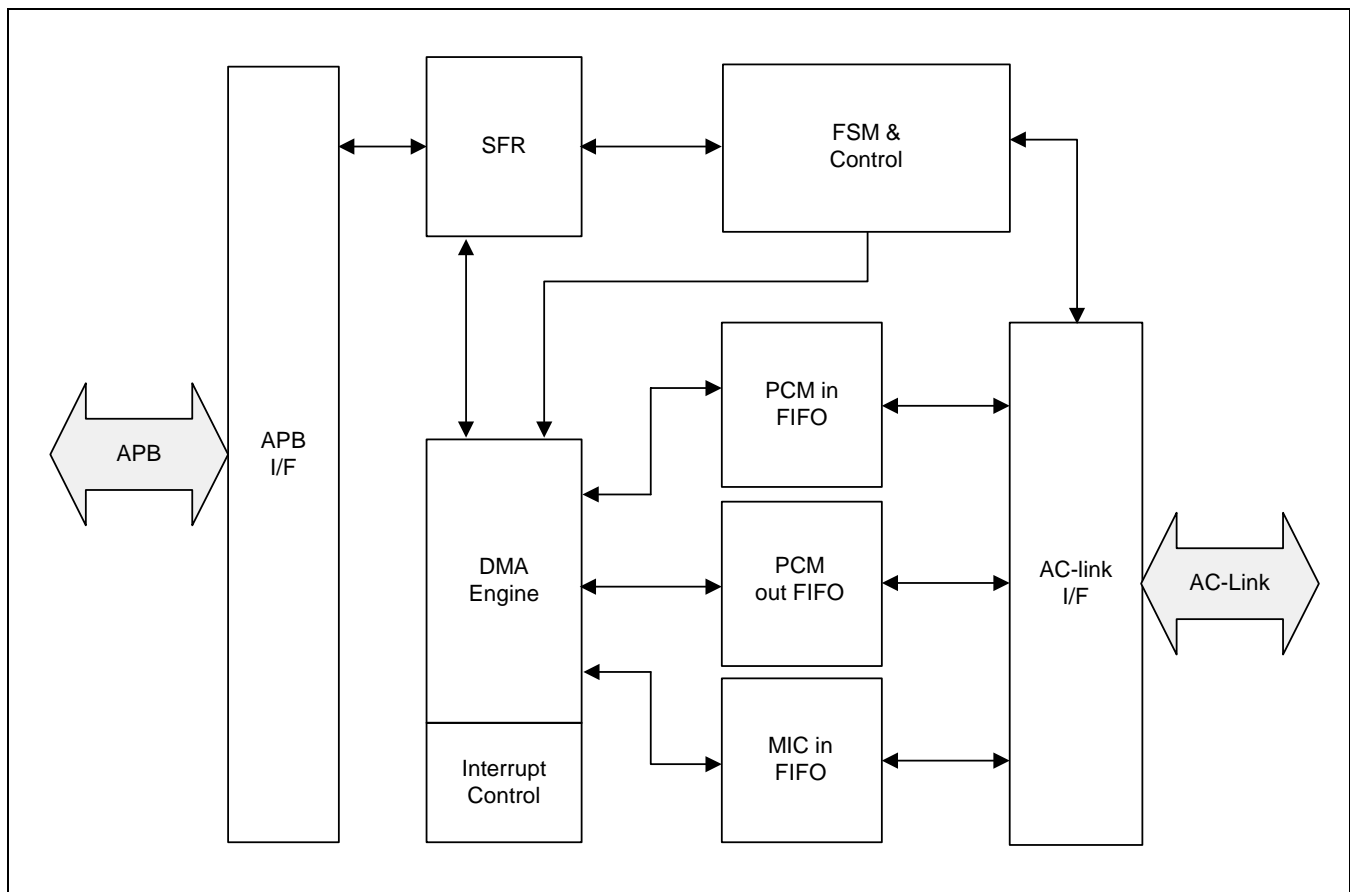 SFR
FSM &
Control
APB
APB
I/F
PCM in
FIFO
DMA
Engine
PCM
out FIFO
AC-link
I/F
AC-Link
Interrupt
Control
MIC in
FIFO